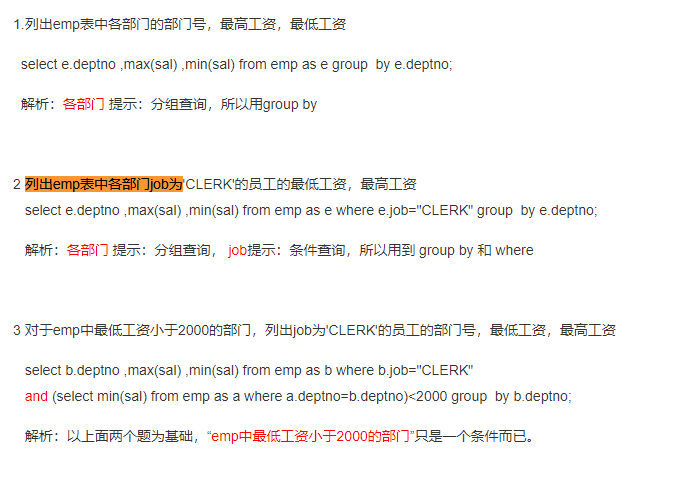 1.列出emp表中各部门的部门号，最高工资，最低工资
select e.deptno ,max(sal) ,min(sal) from emp as e group  by e.deptno;
解析：各部门 提示：分组查询，所以用group by
2 列出emp表中各部门job为'CLERK'的员工的最低工资，最高工资
select e.deptno ,max(sal) ,min(sal) from emp as e where e.job="CLERK" group  by e.deptno;
解析：各部门 提示：分组查询， job提示：条件查询，所以用到 group by 和 where
3 对于emp中最低工资小于2000的部门，列出job为'CLERK'的员工的部门号，最低工资，最高工资
select b.deptno ,max(sal) ,min(sal) from emp as b where b.job="CLERK"
and (select min(sal) from emp as a where a.deptno=b.deptno)<2000 group  by b.deptno;
解析：以上面两个题为基础，“emp中最低工资小于2000的部门”只是一个条件而已。